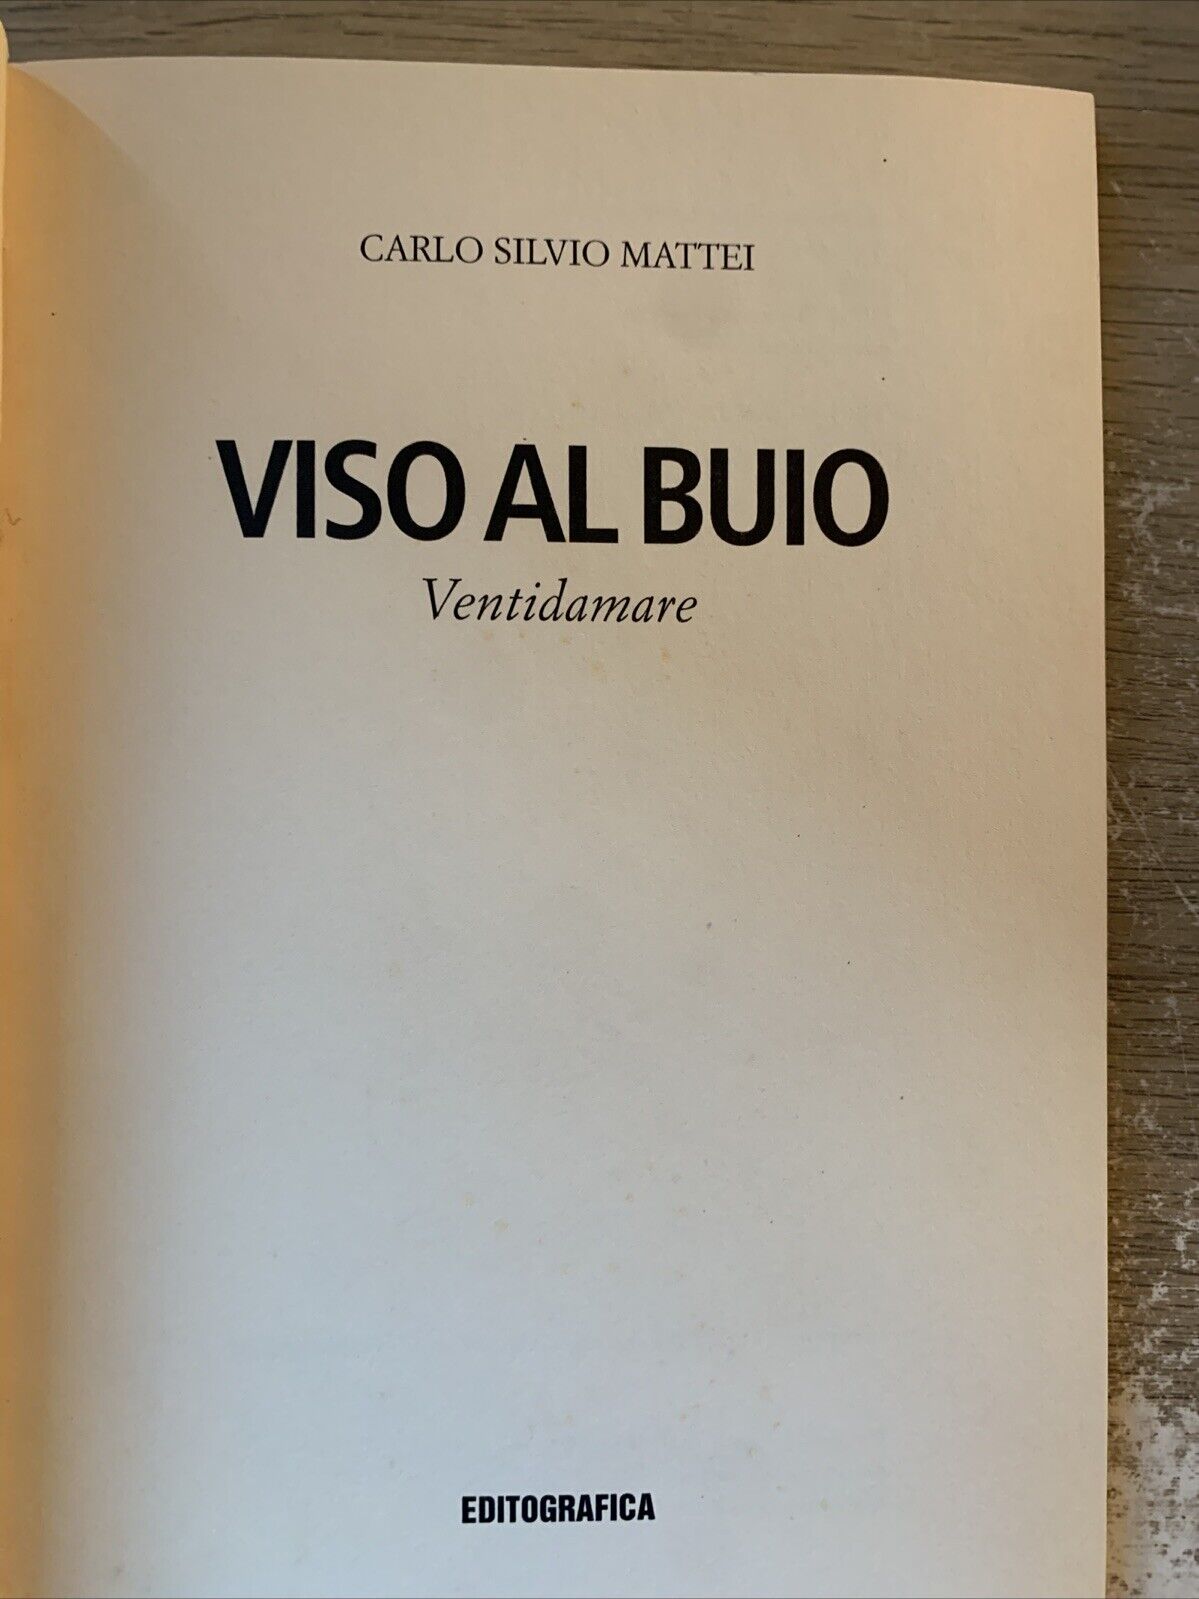 CARLO SILVIO MATTEI
VISO AL BUIO
Ventidamare
EDITOGRAFICA